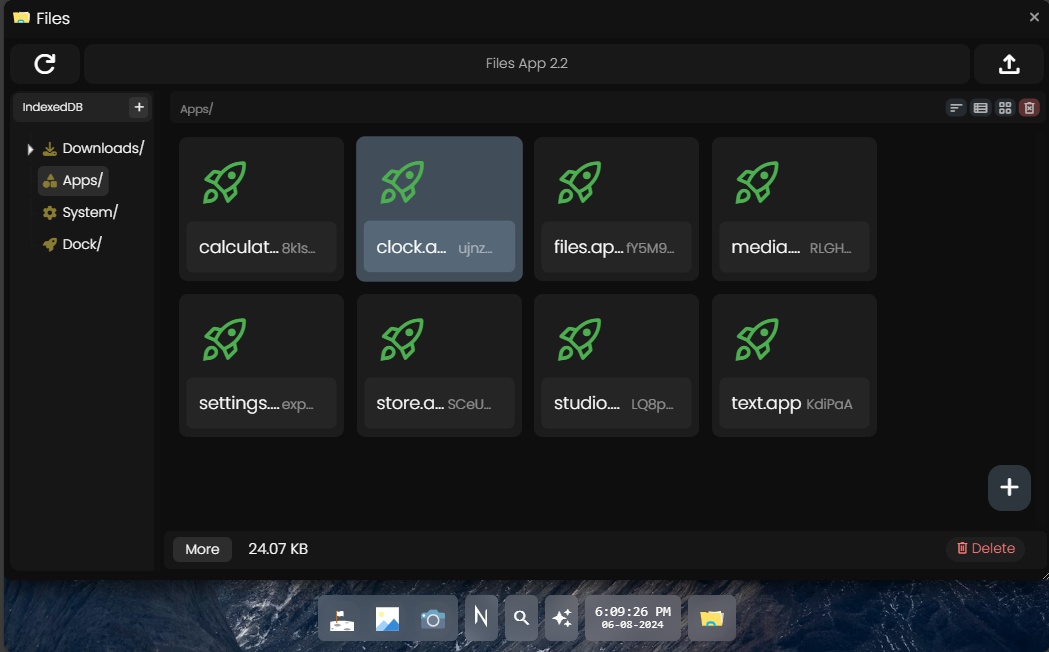 Files
Files App 2.2
IndexedDB
Apps/
Downloads/
Apps/
System/
Dock/
calculat... 8k1s...
clock.a... ujnz...
files.ap... fY5M9...
media.... RLGH...
settings.... exp...
store.a... SCeU...
studio.... LQ8p...
text.app KdiPaA
More
24.07 KB
Delete
N
6:09:26 PM
06-08-2024